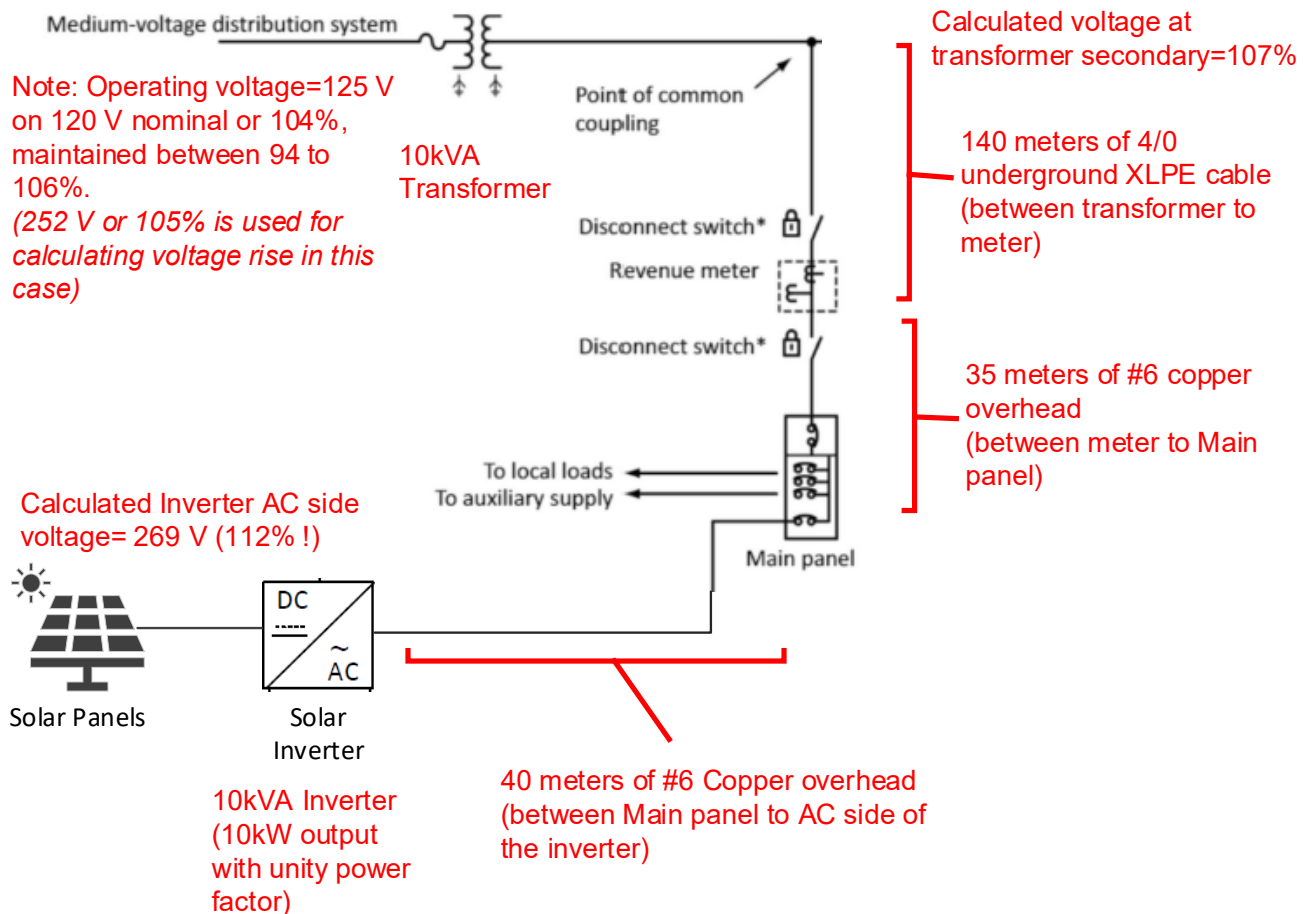 Medium-voltage distribution system
Calculated voltage at
transformer secondary=107%
Note: Operating voltage=125 V
on 120 V nominal or 104%,
maintained between 94 to
106%.
(252 V or 105% is used for
calculating voltage rise in this
case)
10kVA
Transformer
Point of common
coupling
140 meters of 4/0
underground XLPE cable
(between transformer to
meter)
Disconnect switch*
Revenue meter
Disconnect switch*
35 meters of #6 copper
overhead
(between meter to Main
panel)
To local loads
To auxiliary supply
Main panel
Calculated Inverter AC side
voltage= 269 V (112% !)
DC
AC
Solar Panels
Solar
Inverter
10kVA Inverter
(10kW output
with unity power
factor)
40 meters of #6 Copper overhead
(between Main panel to AC side of
the inverter)